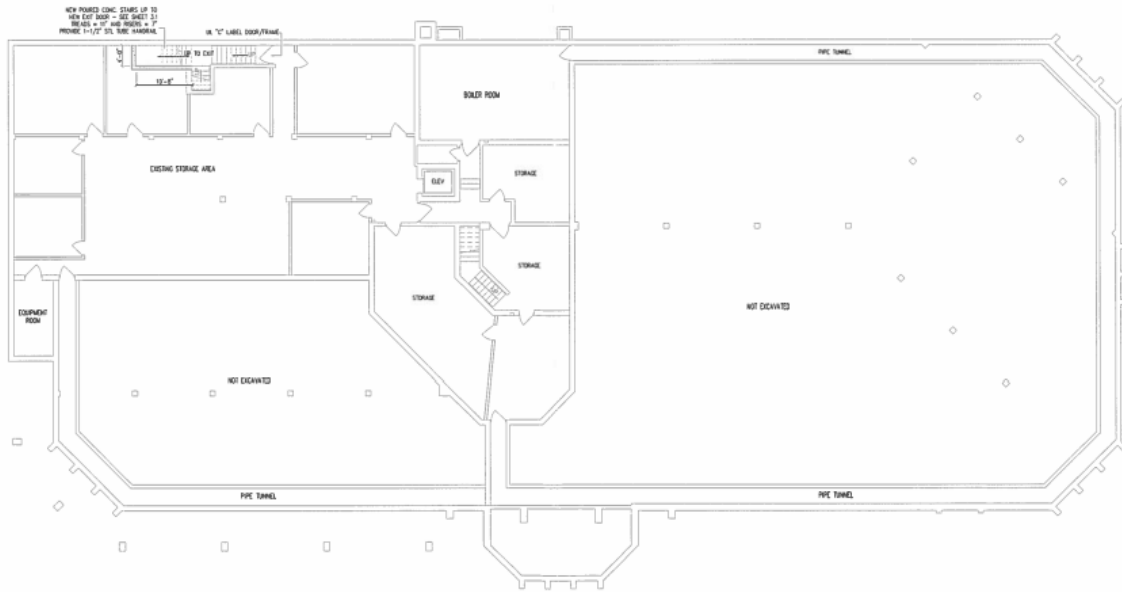 NEW POURED CONC. STAIRS UP TO
NEW EXIT DOOR - SEE SHEET 3.1
TREADS = 11" AND RISERS = 7"
PROVIDE 1-1/2" STL TUBE HANDRAIL
UL "C" LABEL DOOR/FRAME
UP TO EXIT
10'-8"
BOILER ROOM
PIPE TUNNEL
EXISTING STORAGE AREA
ELEV
STORAGE
STORAGE
STORAGE
EQUIPMENT
ROOM
NOT EXCAVATED
NOT EXCAVATED
PIPE TUNNEL
PIPE TUNNEL